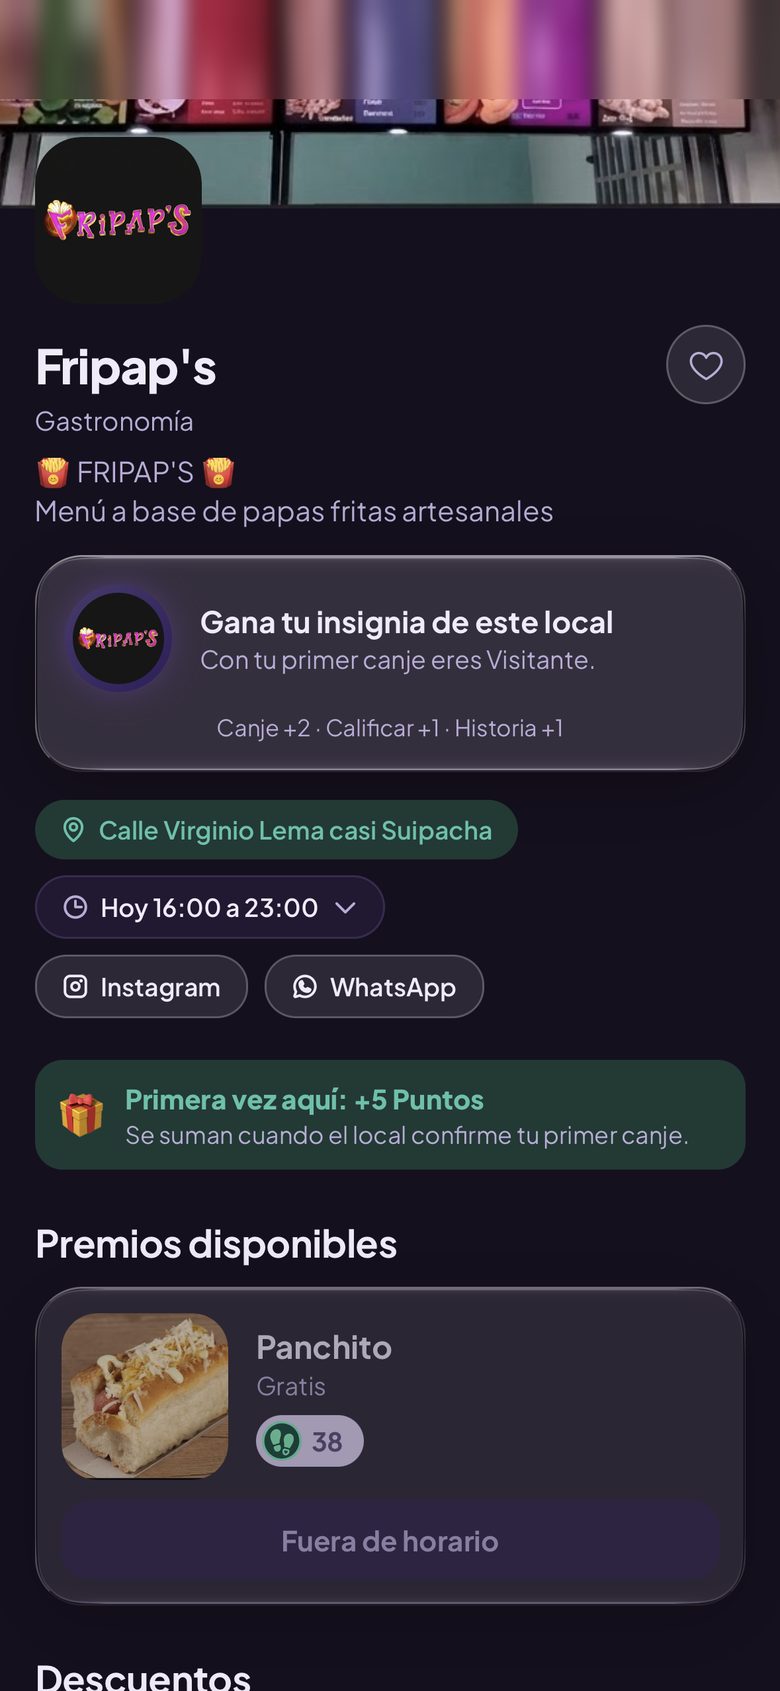 FRIPAP'S
Fripap's
Gastronomía
🍟 FRIPAP'S 🍟
Menú a base de papas fritas artesanales
FRIPAP'S
Gana tu insignia de este local
Con tu primer canje eres Visitante.
Canje +2 · Calificar +1 · Historia +1
Calle Virginio Lema casi Suipacha
Hoy 16:00 a 23:00
Instagram
WhatsApp
Primera vez aquí: +5 Puntos
Se suman cuando el local confirme tu primer canje.
Premios disponibles
Panchito
Gratis
38
Fuera de horario
Descuentos